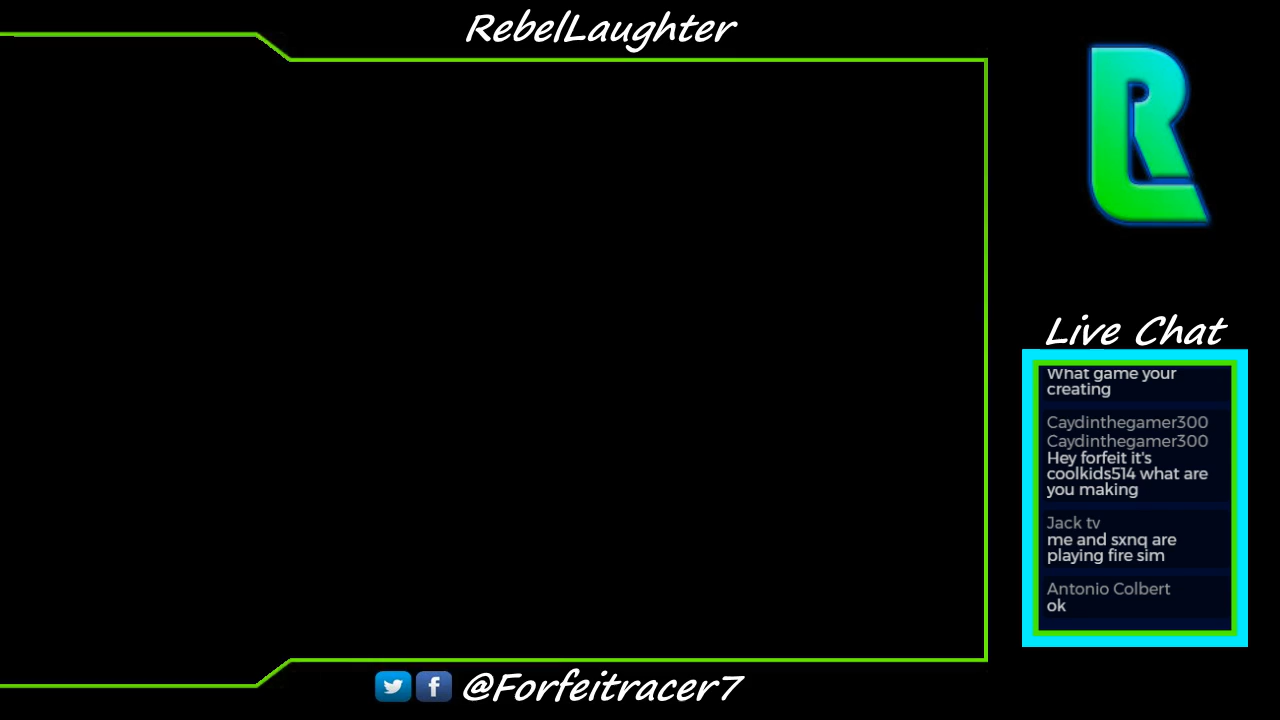 RebelLaughter
Live Chat
What game your
creating
Caydinthegamer300
Caydinthegamer300
Hey forfeit it's
coolkids514 what are
you making
Jack tv
me and sxnq are
playing fire sim
Antonio Colbert
ok
@Forfeitracer7